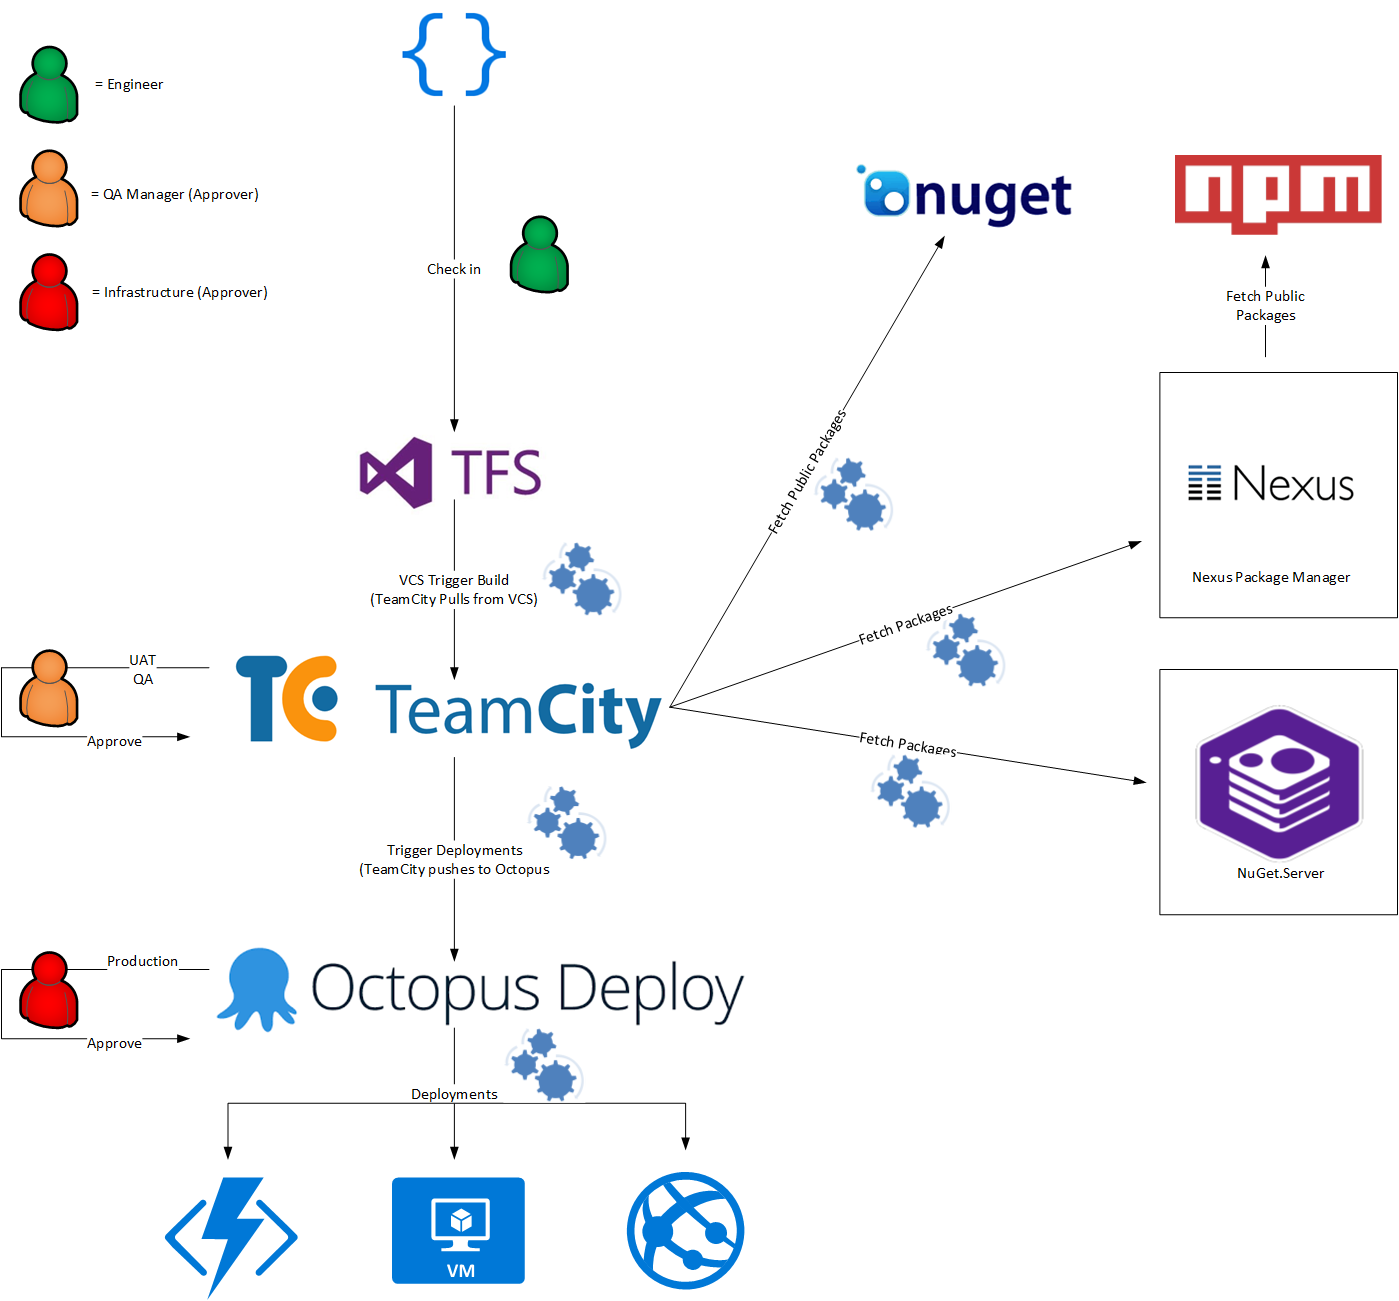 = Engineer
= QA Manager (Approver)
= Infrastructure (Approver)
Check in
nuget
npm
Fetch Public
Packages
TFS
Fetch Public Packages
Nexus
Nexus Package Manager
VCS Trigger Build
(TeamCity Pulls from VCS)
Fetch Packages
UAT
QA
Approve
TC
TeamCity
Fetch Packages
NuGet.Server
Trigger Deployments
(TeamCity pushes to Octopus
Production
Approve
Octopus Deploy
Deployments
VM